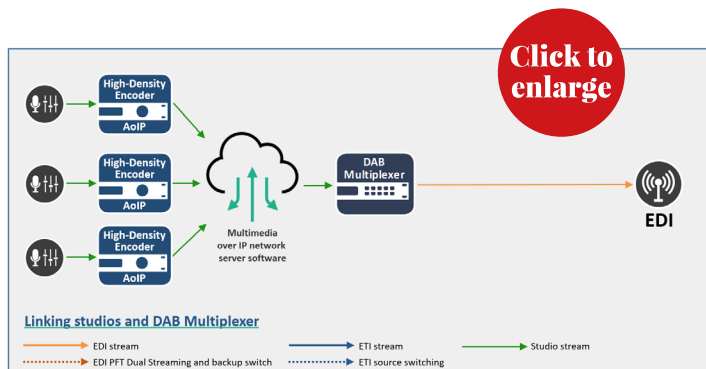 Click to
enlarge
High-Density
Encoder
AoIP
High-Density
Encoder
AoIP
High-Density
Encoder
AoIP
Multimedia
over IP network
server software
DAB
Multiplexer
EDI
Linking studios and DAB Multiplexer
EDI stream
ETI stream
Studio stream
EDI PFT Dual Streaming and backup switch
ETI source switching